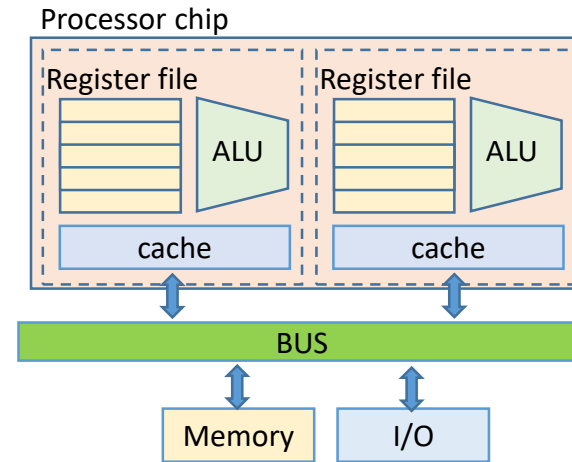 Processor chip
Register file
Register file
ALU
ALU
cache
cache
BUS
Memory
I/O